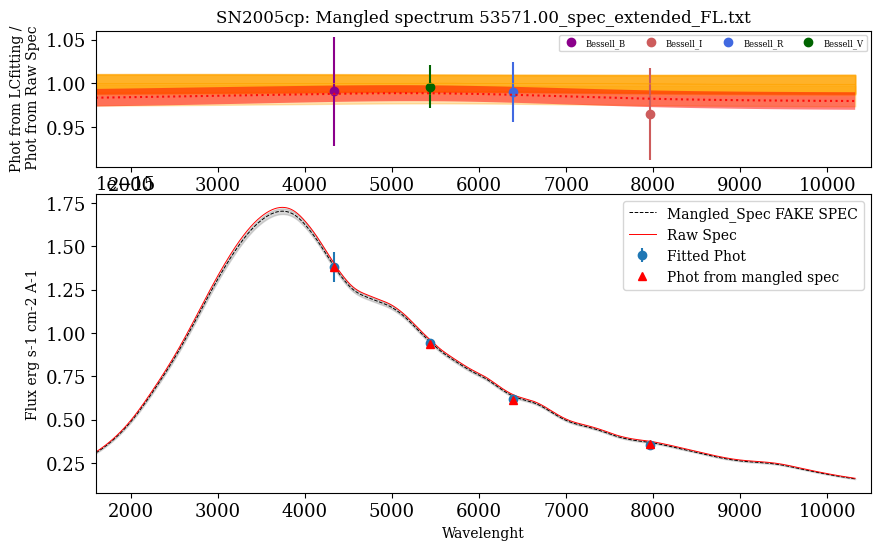 SN2005cp: Mangled spectrum 53571.00_spec_extended_FL.txt
Phot from LCfitting /
Phot from Raw Spec
1.05
1.00
0.95
Bessell_B
Bessell_I
Bessell_R
Bessell_V
2000 3000 4000 5000 6000 7000 8000 9000 10000
1e−15
Flux erg s-1 cm-2 A-1
1.75
1.50
1.25
1.00
0.75
0.50
0.25
Mangled_Spec FAKE SPEC
Raw Spec
Fitted Phot
Phot from mangled spec
2000 3000 4000 5000 6000 7000 8000 9000 10000
Wavelenght